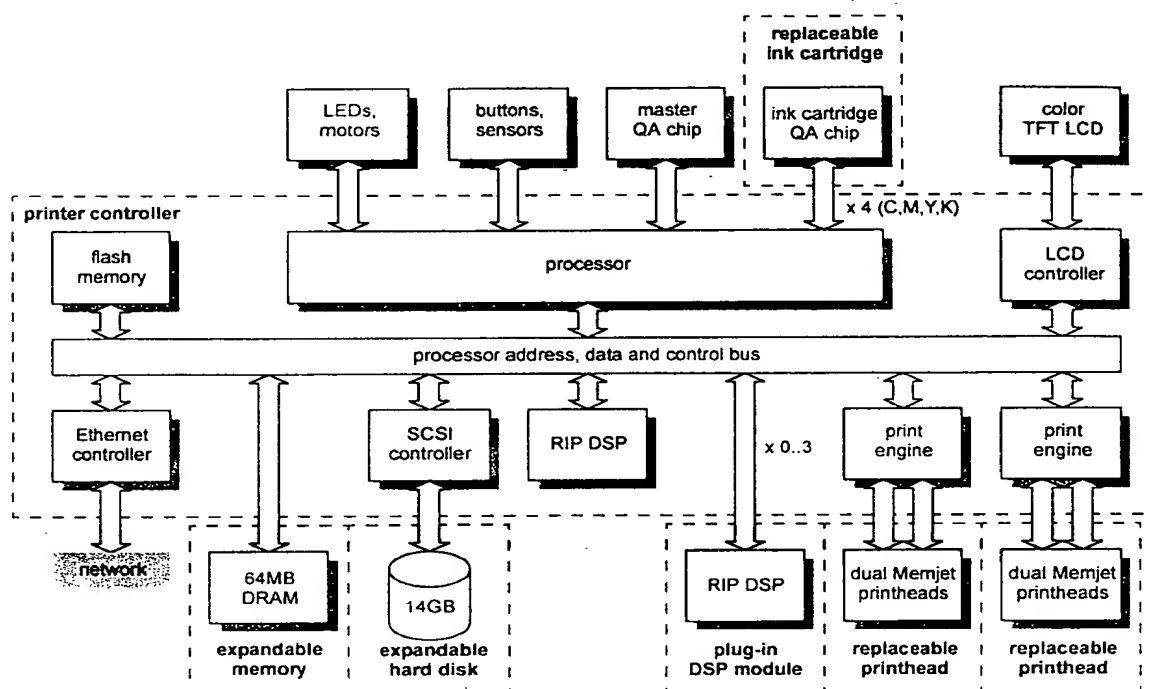 replaceable
ink cartridge
LEDs,
motors
buttons,
sensors
master
QA chip
ink cartridge
QA chip
color
TFT LCD
x 4 (C,M,Y,K)
printer controller
flash
memory
processor
LCD
controller
processor address, data and control bus
Ethernet
controller
SCSI
controller
RIP DSP
x 0..3
print
engine
print
engine
network
64MB
DRAM
14GB
RIP DSP
dual Memjet
printheads
dual Memjet
printheads
expandable
memory
expandable
hard disk
plug-in
DSP module
replaceable
printhead
replaceable
printhead